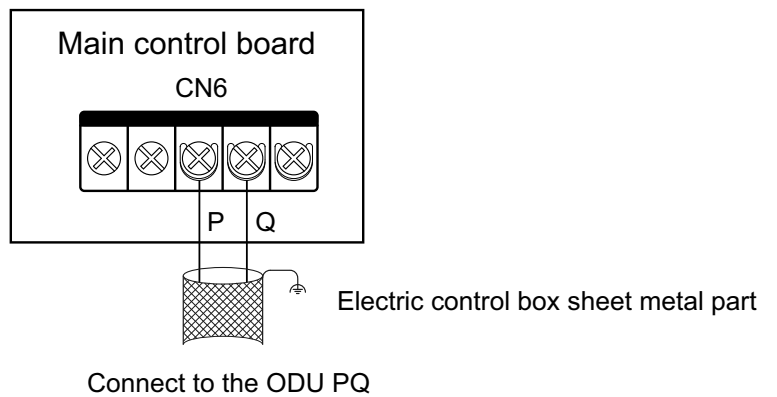 Main control board
CN6
P Q
Electric control box sheet metal part
Connect to the ODU PQ